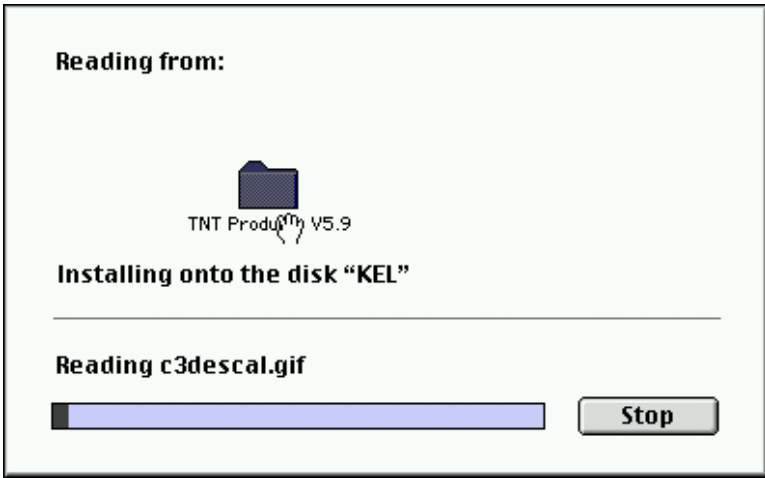 Reading from:
TNT Produ V5.9
Installing onto the disk “KEL”
Reading c3descal.gif
Stop